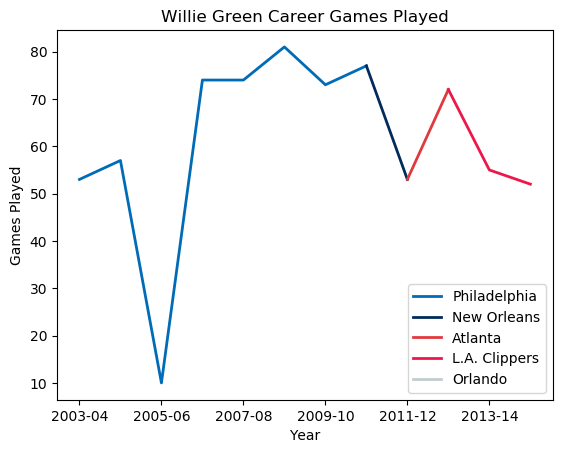 Willie Green Career Games Played
80
70
60
50
40
30
20
10
Games Played
Philadelphia
New Orleans
Atlanta
L.A. Clippers
Orlando
2003-04 2005-06 2007-08 2009-10 2011-12 2013-14
Year